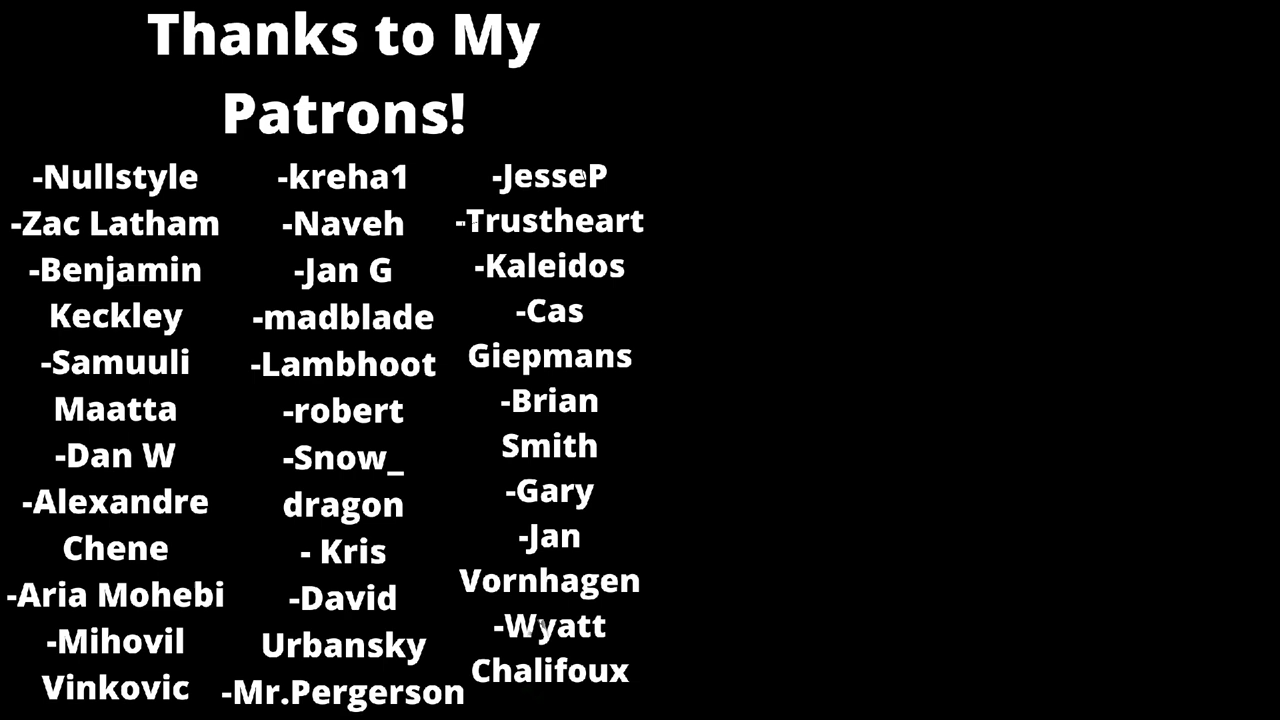 Thanks to My
Patrons!
-Nullstyle
-Zac Latham
-Benjamin
Keckley
-Samuuli
Maatta
-Dan W
-Alexandre
Chene
-Aria Mohebi
-Mihovil
Vinkovic
-kreha1
-Naveh
-Jan G
-madblade
-Lambhoot
-robert
-Snow_
dragon
- Kris
-David
Urbansky
-Mr.Pergerson
-JesseP
-Trustheart
-Kaleidos
-Cas
Giepmans
-Brian
Smith
-Gary
-Jan
Vornhagen
-Wyatt
Chalifoux